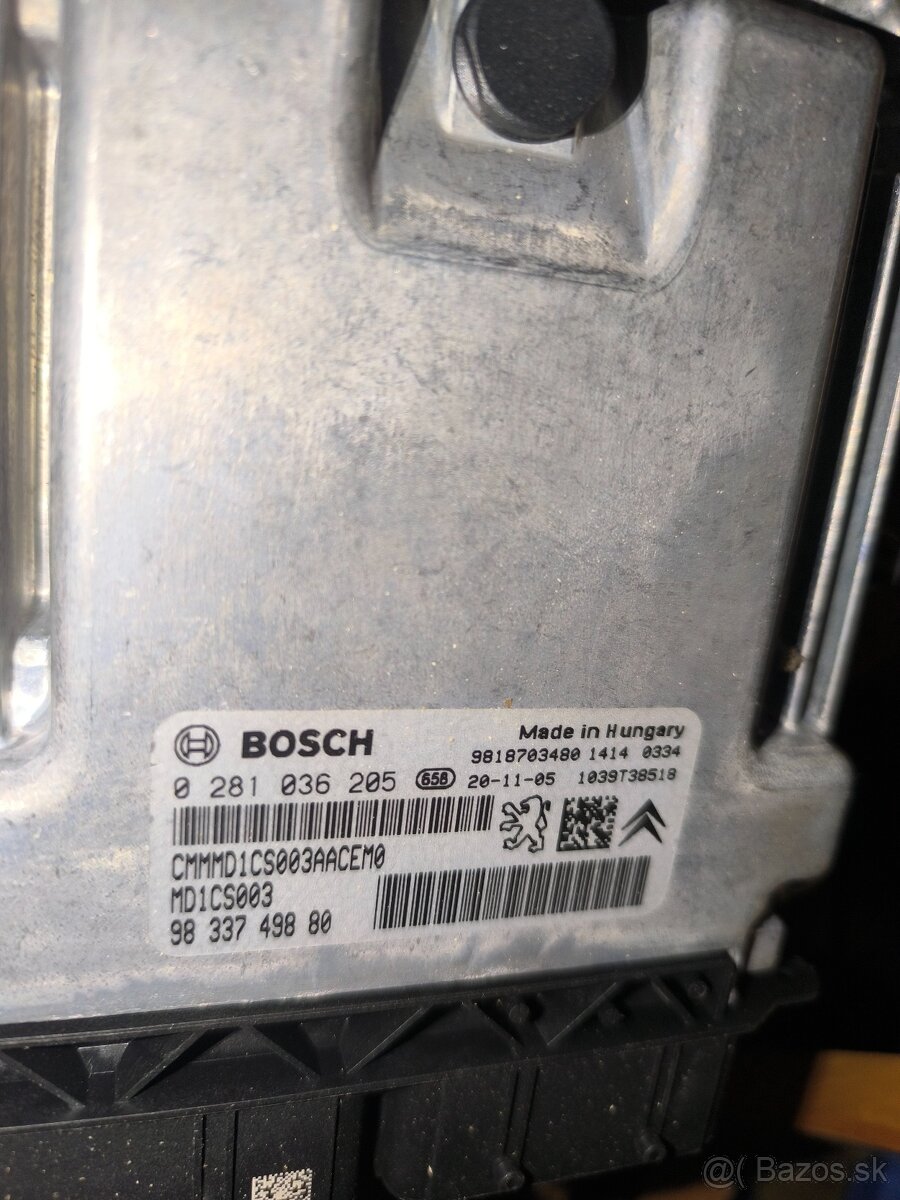 BOSCH
Made in Hungary
9818703480 1414 0334
0 281 036 205 658 20-11-05 1039T38518
CMMMD1CS003AACEM0
MD1CS003
98 337 498 80
@( Bazos.sk